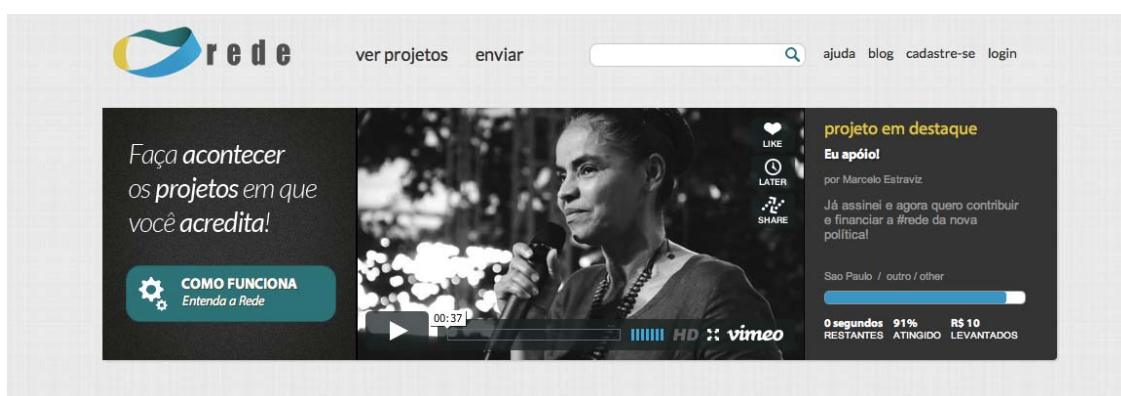 rede
ver projetos enviar
ajuda blog cadastre-se login
Faça acontecer
os projetos em que
você acredita!
COMO FUNCIONA
Entenda a Rede
LIKE
LATER
SHARE
00:37
HD vimeo
projeto em destaque
Eu apóio!
por Marcelo Estraviz
Já assinei e agora quero contribuir
e financiar a #rede da nova
política!
Sao Paulo / outro / other
0 segundos 91% R$ 10
RESTANTES ATINGIDO LEVANTADOS